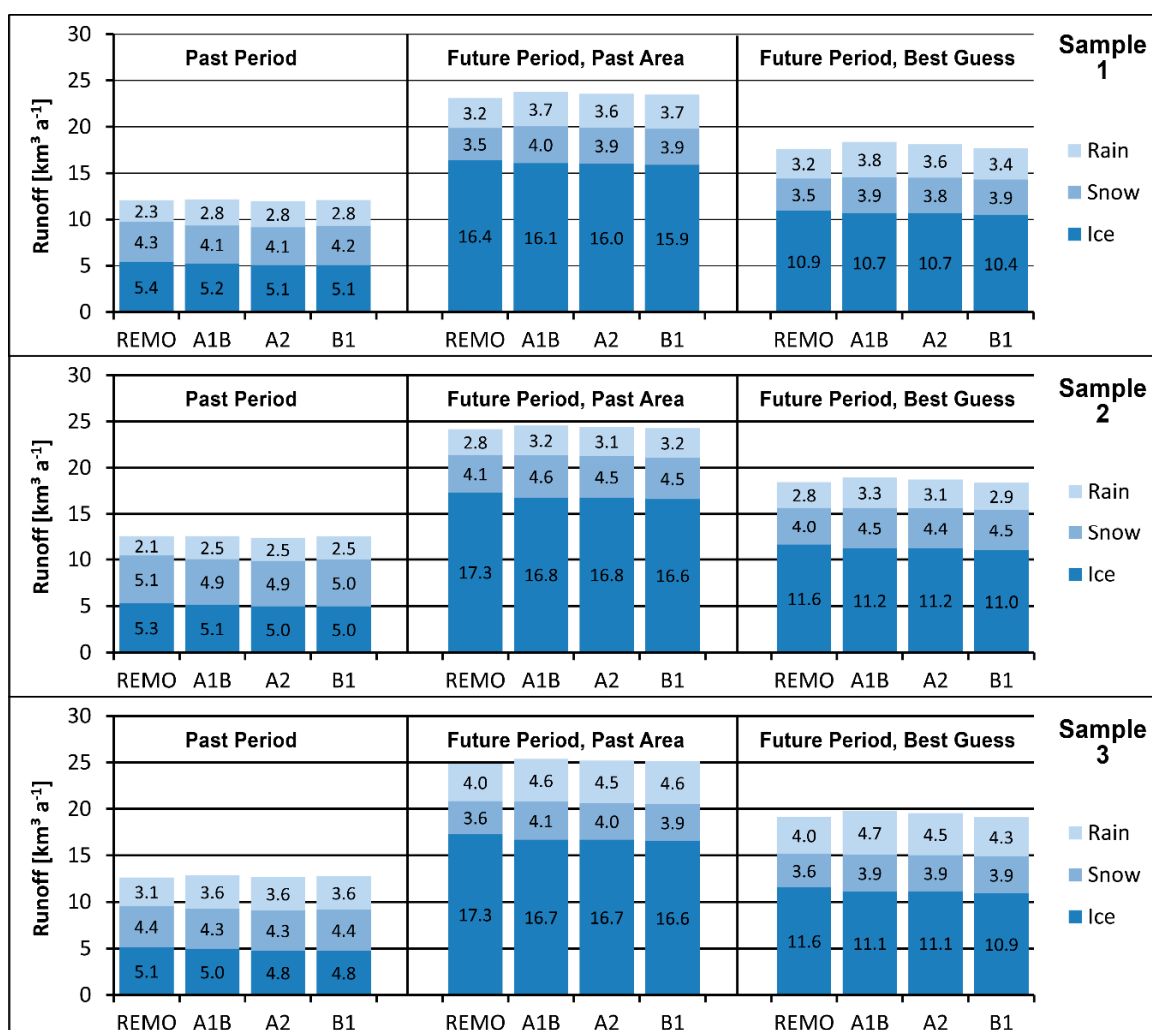 30
25
20
15
10
5
0
Runoff [km³ a⁻¹]
Past Period
Future Period, Past Area
Future Period, Best Guess
Sample
1
2.3 2.8 2.8 2.8 3.2 3.7 3.6 3.7 3.2 3.8 3.6 3.4
4.3 4.1 4.1 4.2 3.5 4.0 3.9 3.9 3.5 3.9 3.8 3.9
5.4 5.2 5.1 5.1 16.4 16.1 16.0 15.9 10.9 10.7 10.7 10.4
REMO A1B A2 B1 REMO A1B A2 B1 REMO A1B A2 B1
Rain
Snow
Ice
30
25
20
15
10
5
0
Runoff [km³ a⁻¹]
Past Period
Future Period, Past Area
Future Period, Best Guess
Sample
2
2.1 2.5 2.5 2.5 2.8 3.2 3.1 3.2 2.8 3.3 3.1 2.9
5.1 4.9 4.9 5.0 4.1 4.6 4.5 4.5 4.0 4.5 4.4 4.5
5.3 5.1 5.0 5.0 17.3 16.8 16.8 16.6 11.6 11.2 11.2 11.0
REMO A1B A2 B1 REMO A1B A2 B1 REMO A1B A2 B1
Rain
Snow
Ice
30
25
20
15
10
5
0
Runoff [km³ a⁻¹]
Past Period
Future Period, Past Area
Future Period, Best Guess
Sample
3
3.1 3.6 3.6 3.6 4.0 4.6 4.5 4.6 4.0 4.7 4.5 4.3
4.4 4.3 4.3 4.4 3.6 4.1 4.0 3.9 3.6 3.9 3.9 3.9
5.1 5.0 4.8 4.8 17.3 16.7 16.7 16.6 11.6 11.1 11.1 10.9
REMO A1B A2 B1 REMO A1B A2 B1 REMO A1B A2 B1
Rain
Snow
Ice